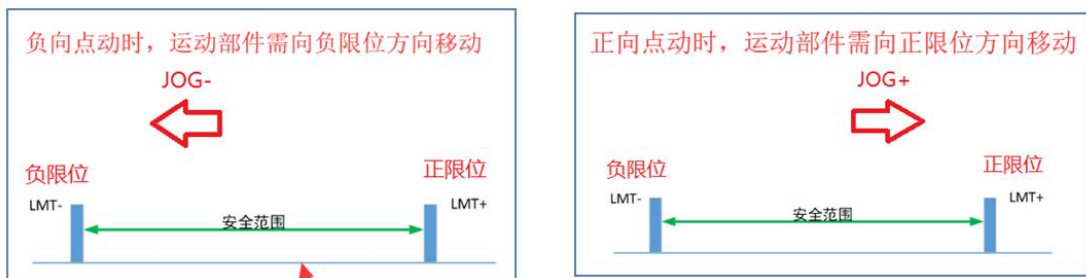 负向点动时，运动部件需向负限位方向移动
JOG-
负限位
正限位
LMT-
LMT+
安全范围
正向点动时，运动部件需向正限位方向移动
JOG+
负限位
正限位
LMT-
LMT+
安全范围